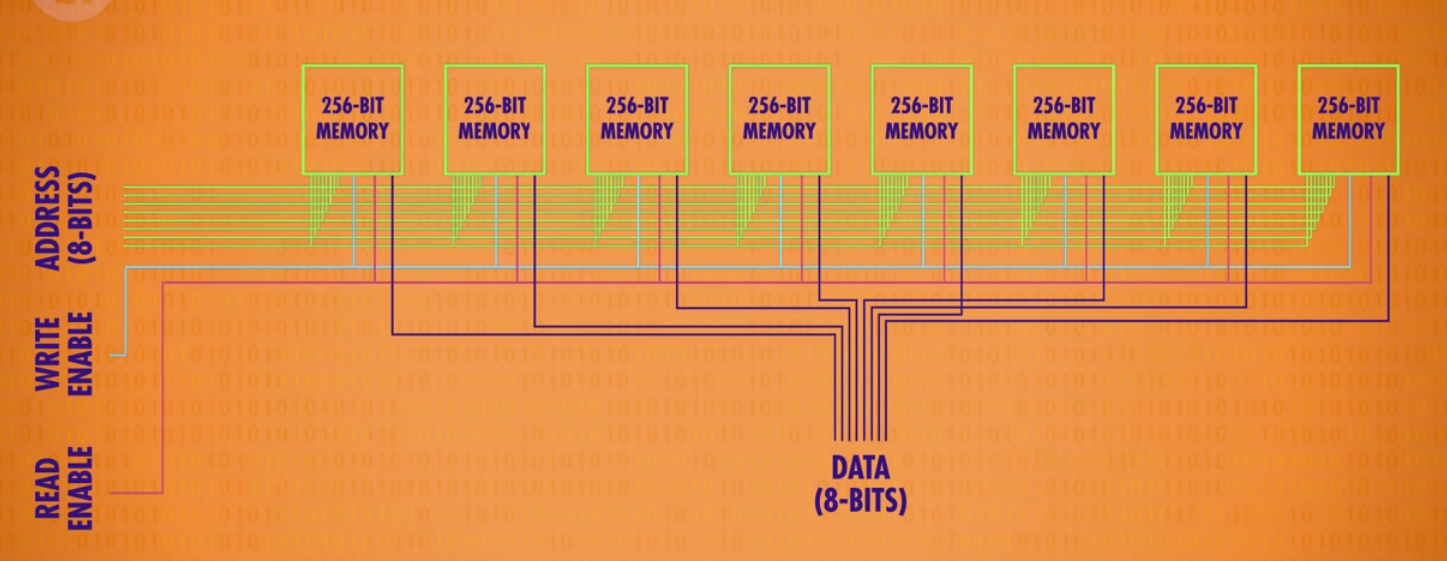 256-BIT
MEMORY
256-BIT
MEMORY
256-BIT
MEMORY
256-BIT
MEMORY
256-BIT
MEMORY
256-BIT
MEMORY
256-BIT
MEMORY
256-BIT
MEMORY
ADDRESS
(8-BITS)
WRITE
ENABLE
READ
ENABLE
DATA
(8-BITS)